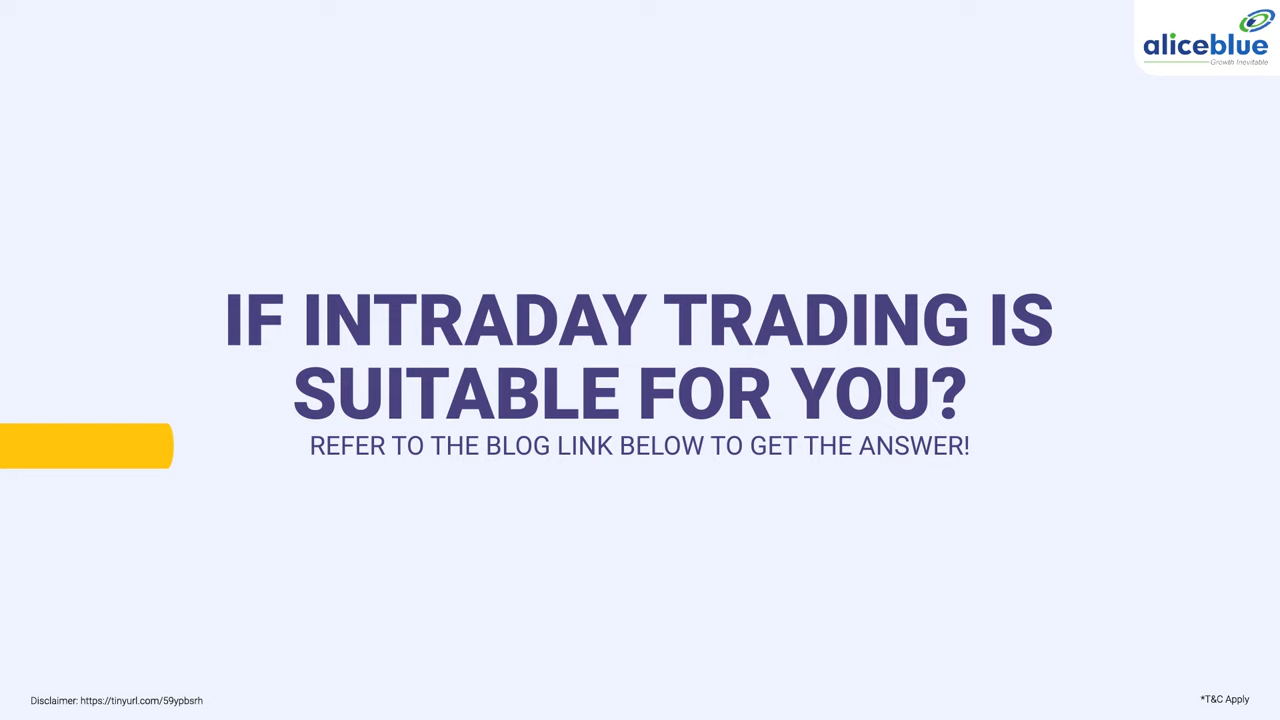 aliceblue
Growth Inevitable
IF INTRADAY TRADING IS
SUITABLE FOR YOU?
REFER TO THE BLOG LINK BELOW TO GET THE ANSWER!
Disclaimer: https://tinyurl.com/59ypbsrh
*T&C Apply